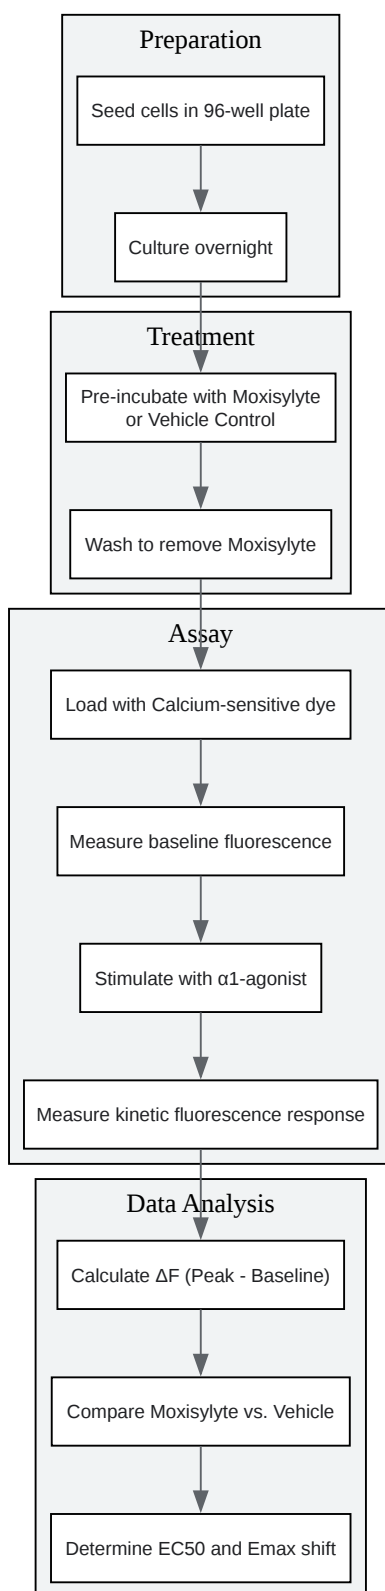 Preparation
Seed cells in 96-well plate
Culture overnight
Treatment
Pre-incubate with Moxisylyte
or Vehicle Control
Wash to remove Moxisylyte
Assay
Load with Calcium-sensitive dye
Measure baseline fluorescence
Stimulate with α1-agonist
Measure kinetic fluorescence response
Data Analysis
Calculate ΔF (Peak - Baseline)
Compare Moxisylyte vs. Vehicle
Determine EC50 and Emax shift